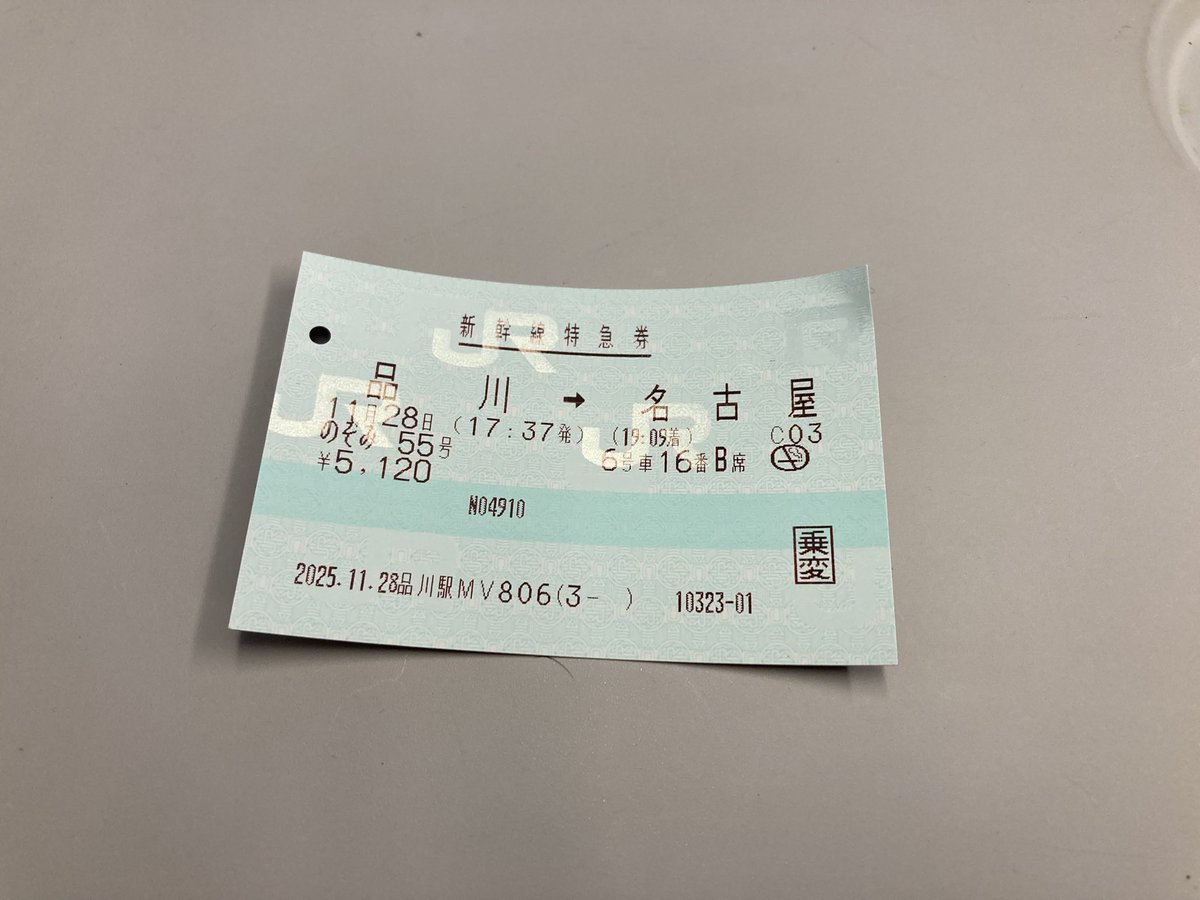 新幹線特急券
品川➡名古屋
11月28日 (17:37発) (19:09着) C03
のぞみ 55号 6号車16番B席
¥5,120
N04910
乗変
2025.11.28品川駅MV806(3- ) 10323-01
JR
JR
JR